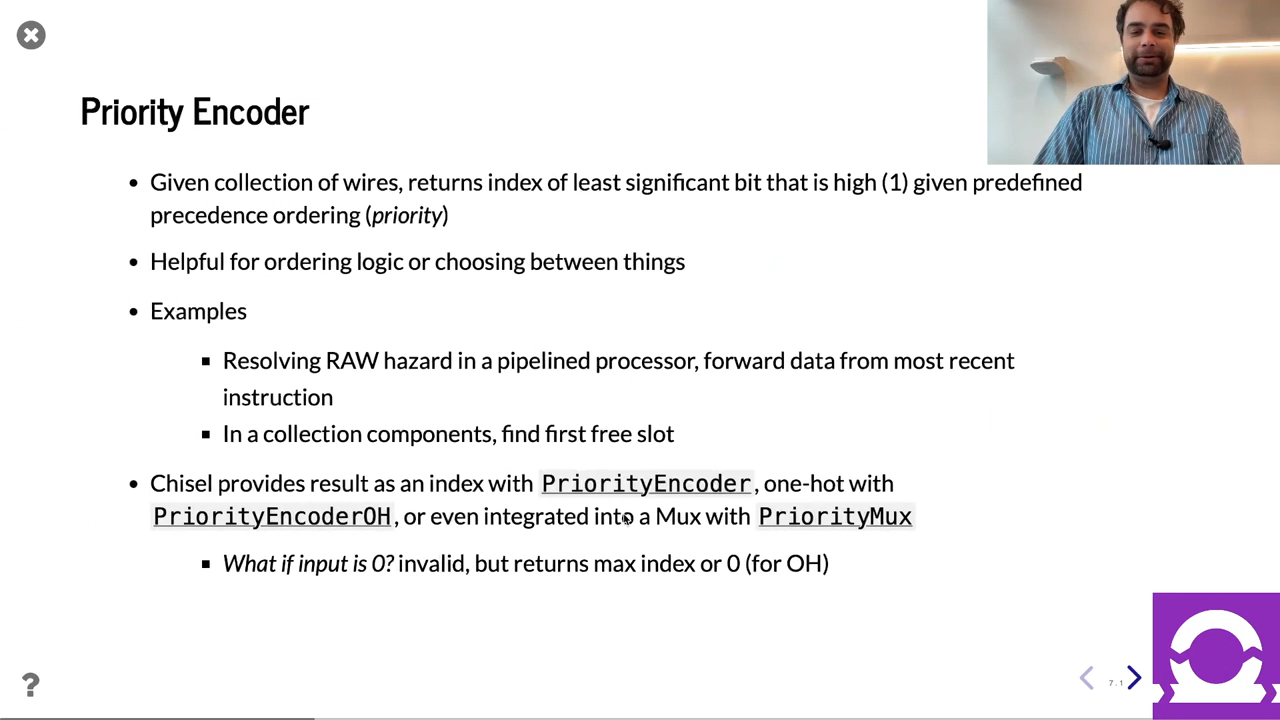 Priority Encoder
• Given collection of wires, returns index of least significant bit that is high (1) given predefined
precedence ordering (priority)
• Helpful for ordering logic or choosing between things
• Examples
▪ Resolving RAW hazard in a pipelined processor, forward data from most recent
instruction
▪ In a collection components, find first free slot
• Chisel provides result as an index with PriorityEncoder, one-hot with
PriorityEncoderOH, or even integrated into a Mux with PriorityMux
▪ What if input is 0? invalid, but returns max index or 0 (for OH)
?
7.1